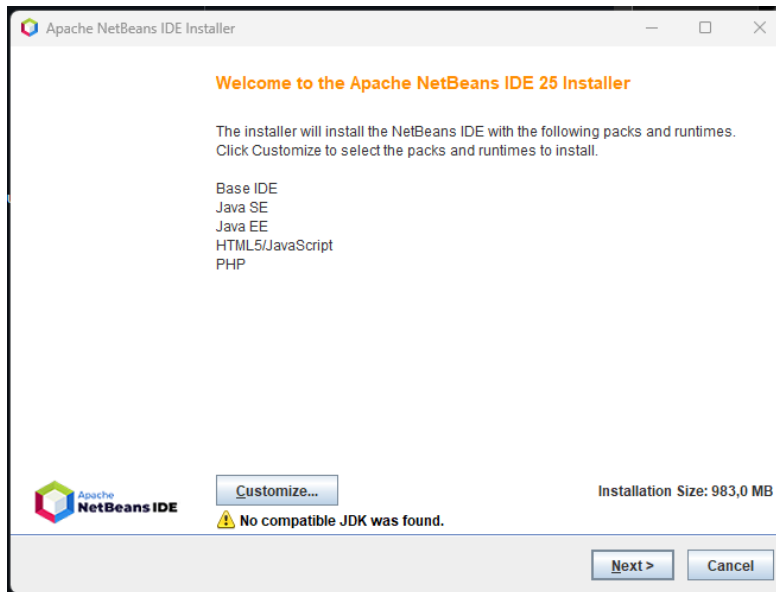 Apache NetBeans IDE Installer
Welcome to the Apache NetBeans IDE 25 Installer
The installer will install the NetBeans IDE with the following packs and runtimes.
Click Customize to select the packs and runtimes to install.
Base IDE
Java SE
Java EE
HTML5/JavaScript
PHP
Apache
NetBeans IDE
Customize...
Installation Size: 983,0 MB
No compatible JDK was found.
Next >
Cancel